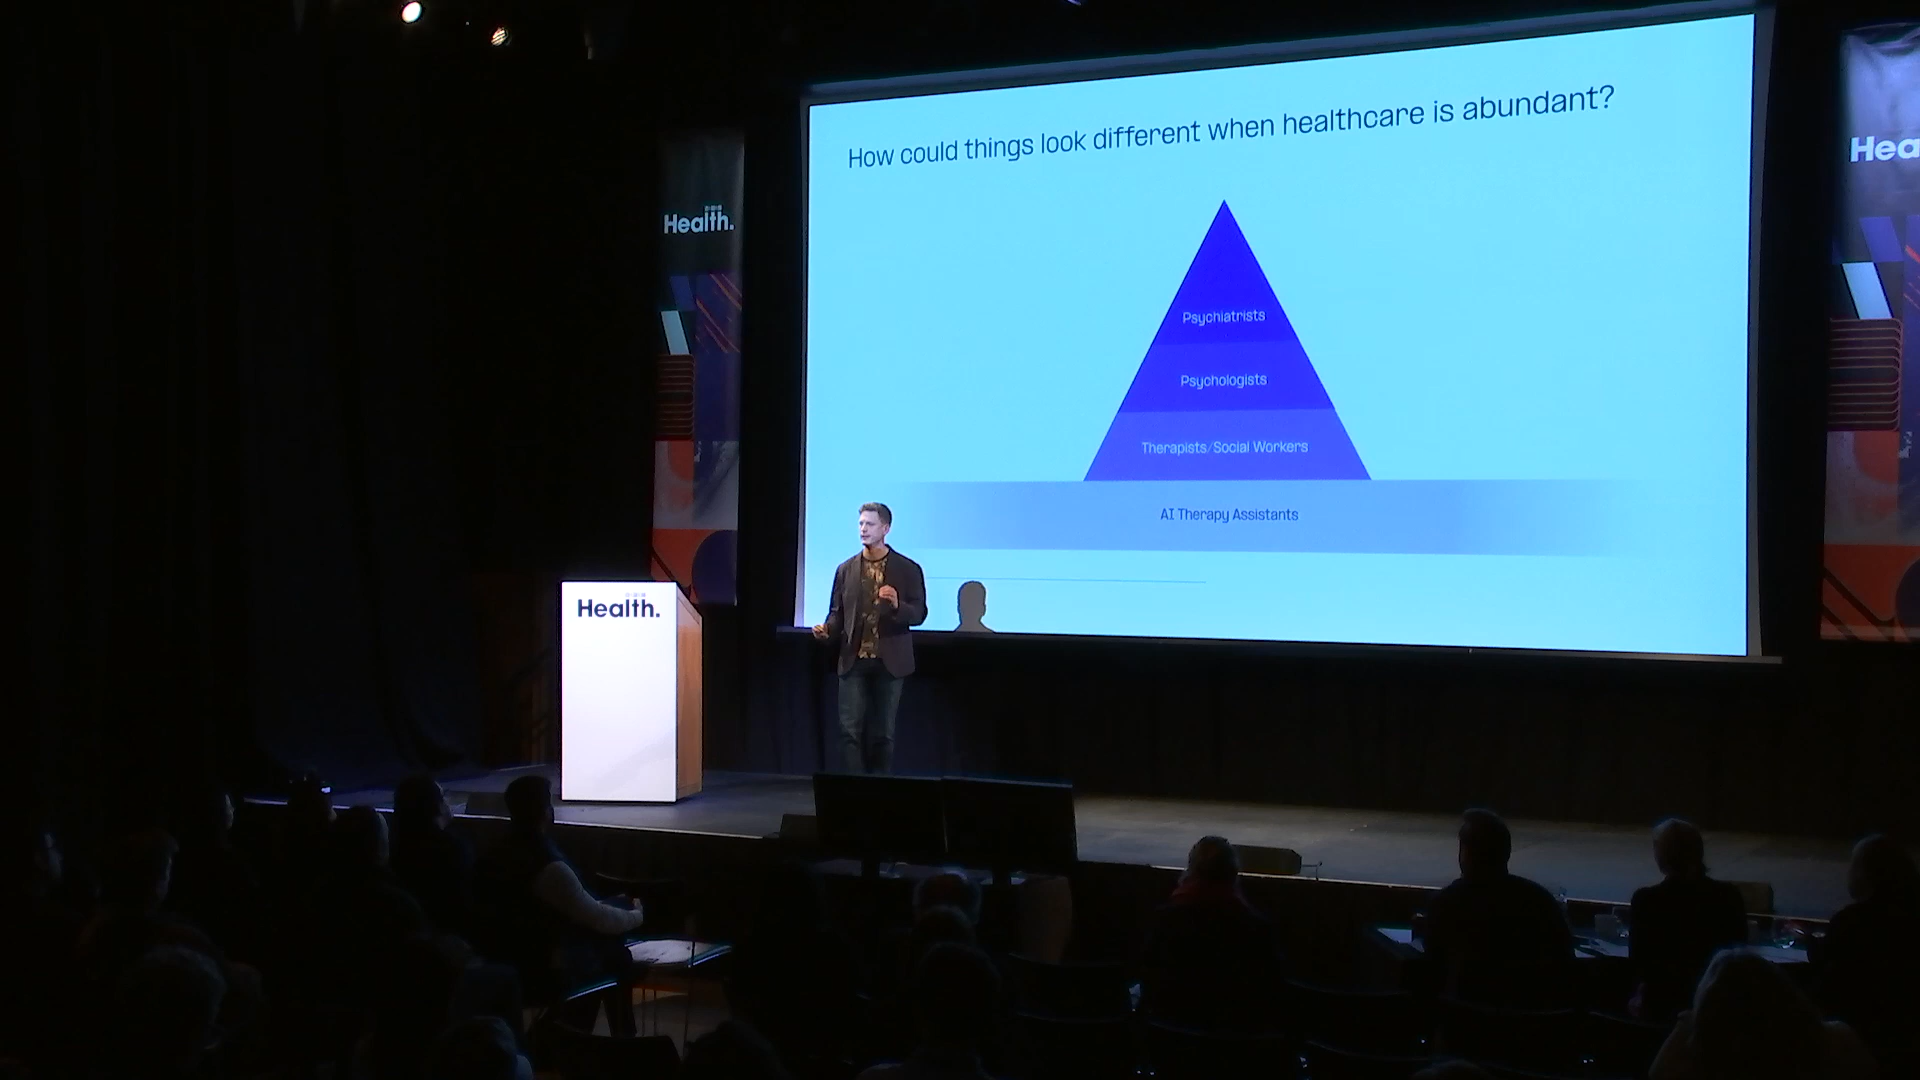 How could things look different when healthcare is abundant?
Psychiatrists
Psychologists
Therapists/Social Workers
AI Therapy Assistants
Health.
Health.
Hea